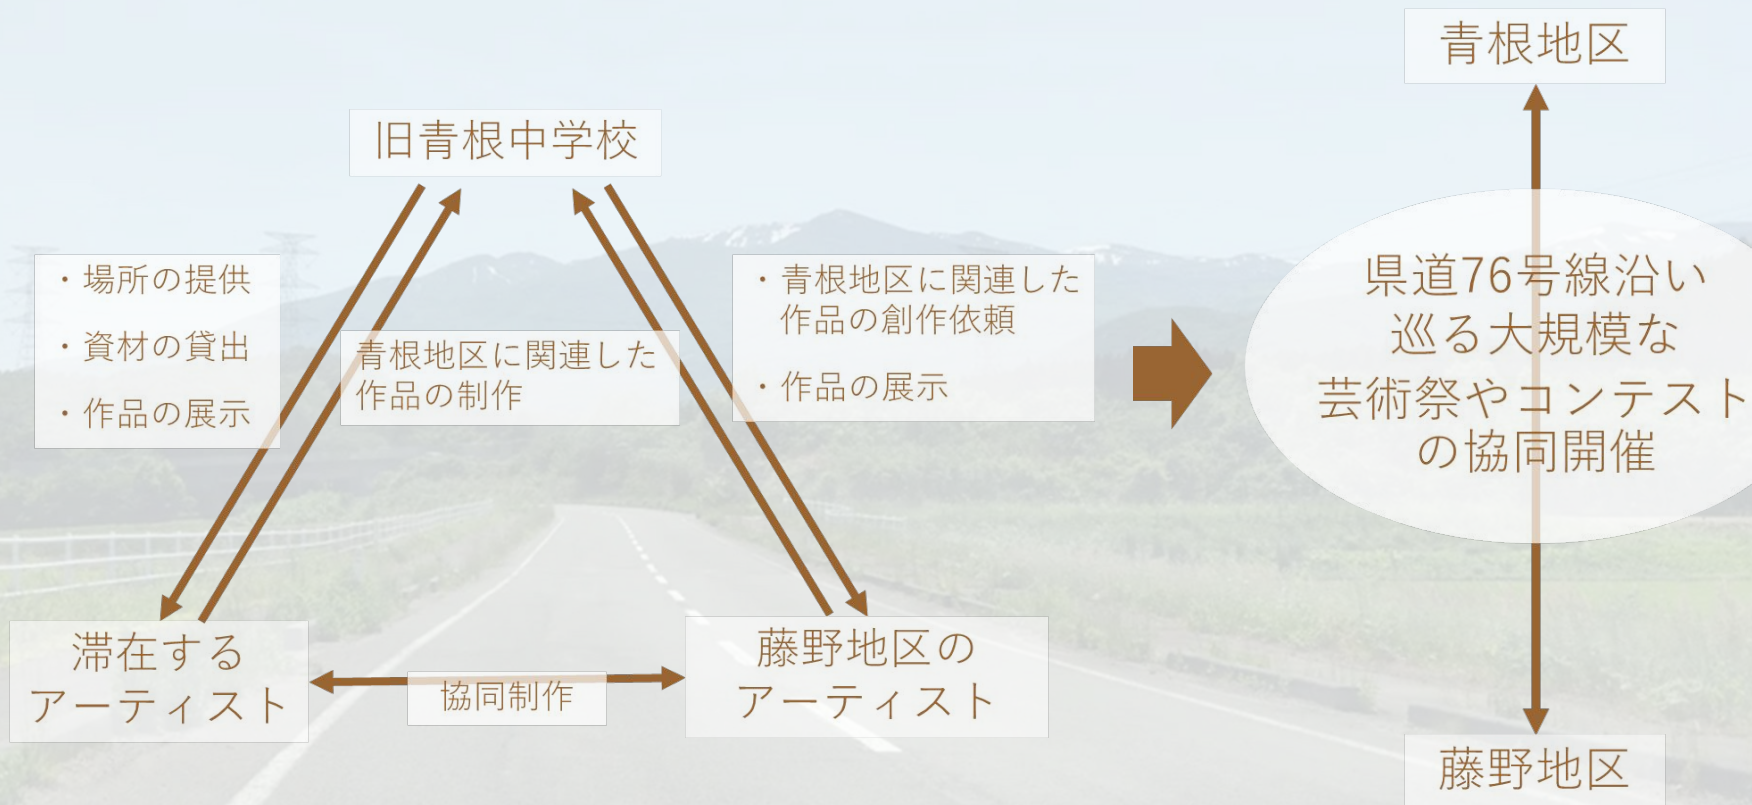 旧青根中学校
・場所の提供
・資材の貸出
・作品の展示
青根地区に関連した
作品の制作
・青根地区に関連した
作品の創作依頼
・作品の展示
滞在する
アーティスト
協同制作
藤野地区の
アーティスト
青根地区
県道76号線沿い
巡る大規模な
芸術祭やコンテスト
の協同開催
藤野地区